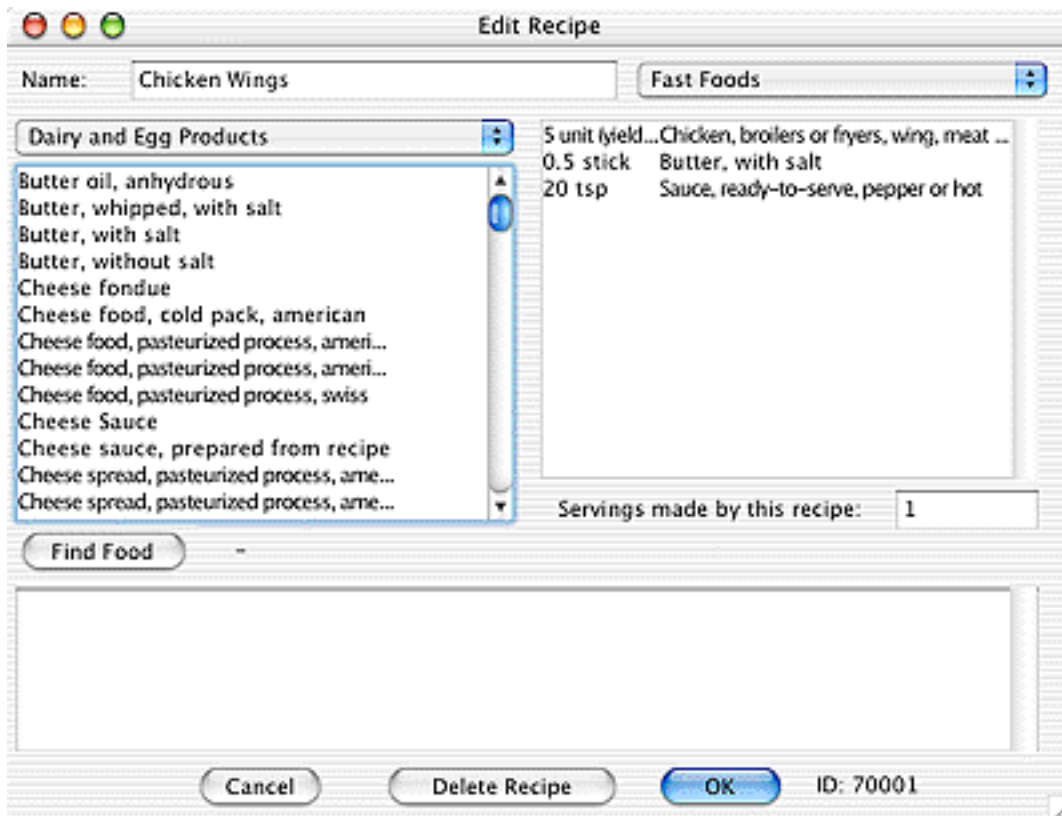 Edit Recipe
Name: Chicken Wings Fast Foods
Dairy and Egg Products
Butter oil, anhydrous
Butter, whipped, with salt
Butter, with salt
Butter, without salt
Cheese fondue
Cheese food, cold pack, american
Cheese food, pasteurized process, ameri...
Cheese food, pasteurized process, ameri...
Cheese food, pasteurized process, swiss
Cheese Sauce
Cheese sauce, prepared from recipe
Cheese spread, pasteurized process, ame...
Cheese spread, pasteurized process, ame...
5 unit (yield...Chicken, broilers or fryers, wing, meat ...
0.5 stick Butter, with salt
20 tsp Sauce, ready-to-serve, pepper or hot
Servings made by this recipe: 1
Find Food -
Cancel Delete Recipe OK ID: 70001